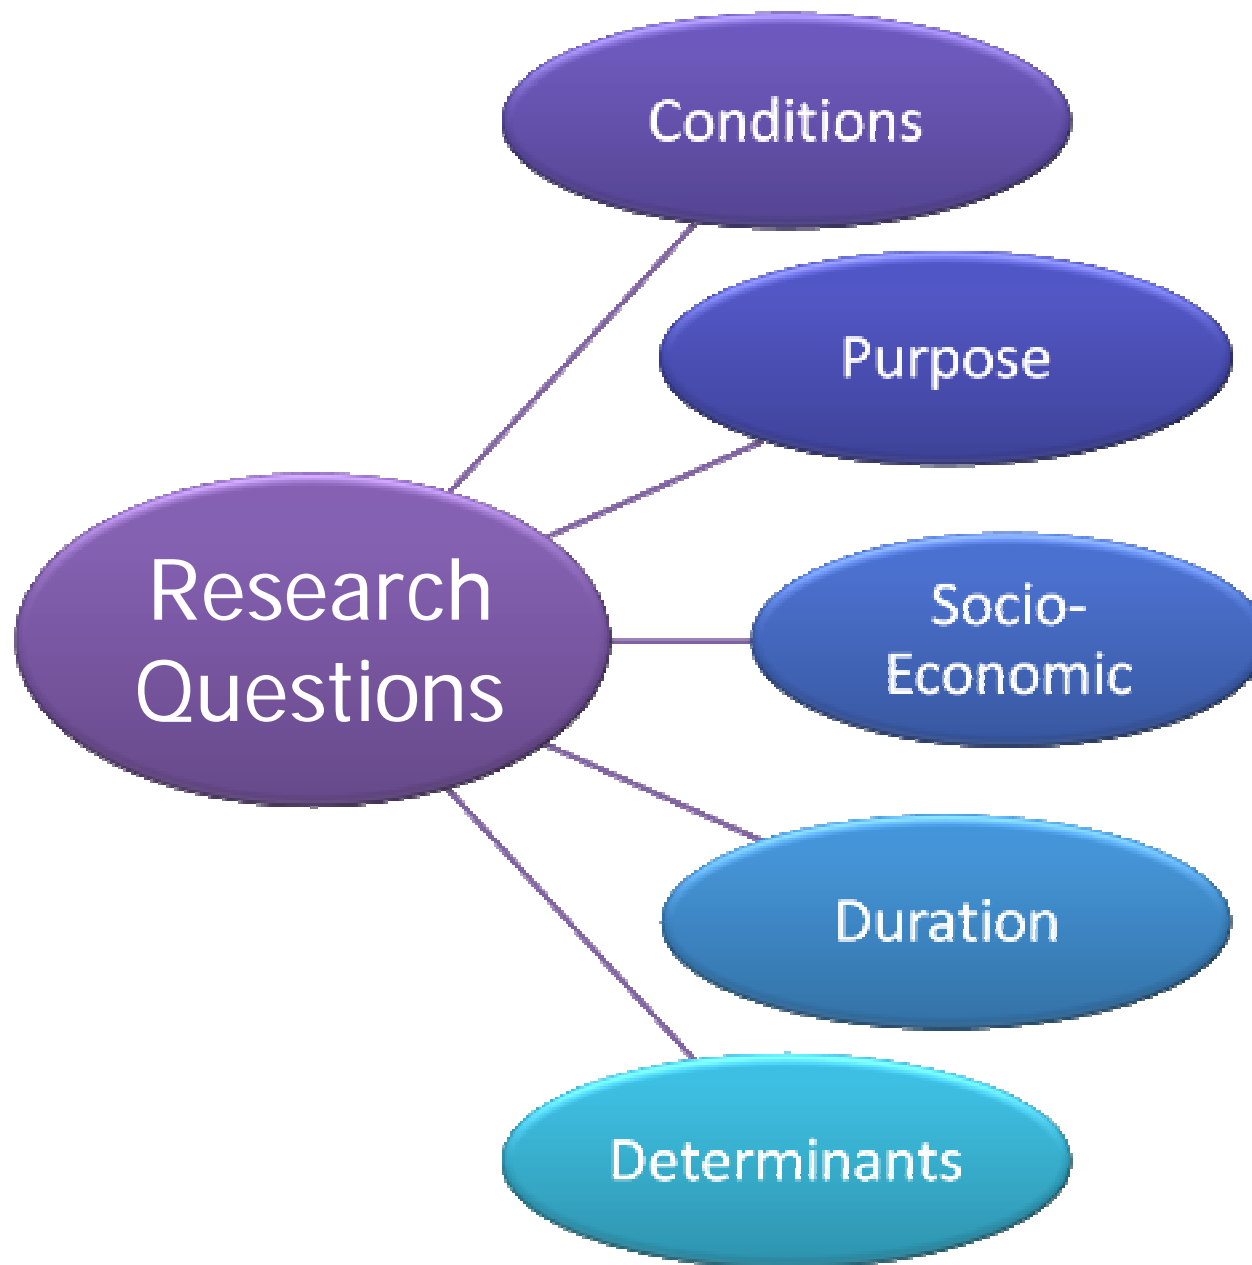 Conditions
Purpose
Research
Questions
Socio-
Economic
Duration
Determinants